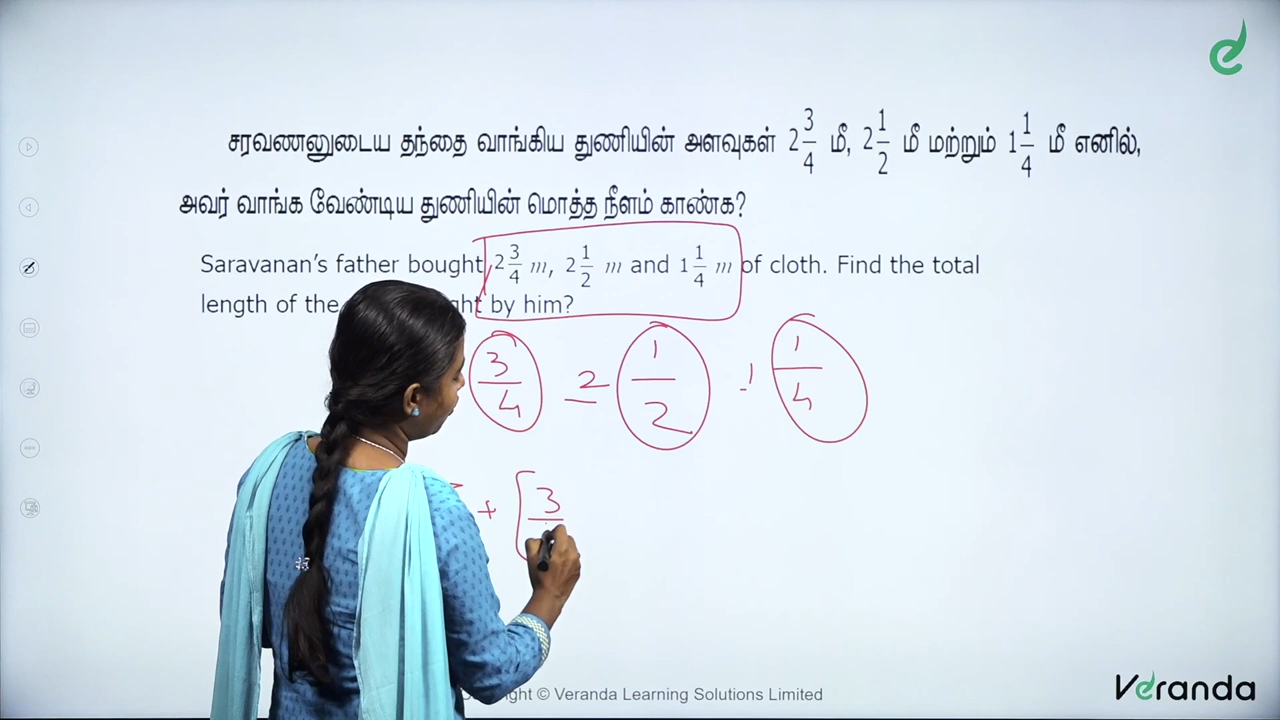 சரவணனுடைய தந்தை வாங்கிய துணியின் அளவுகள் 2 3/4 மீ, 2 1/2 மீ மற்றும் 1 1/4 மீ எனில்,
அவர் வாங்க வேண்டிய துணியின் மொத்த நீளம் காண்க?
Saravanan's father bought 2 3/4 m, 2 1/2 m and 1 1/4 m of cloth. Find the total
length of the by him?
3/4 2 1/2 1 1/4
+ [ 3
© Veranda Learning Solutions Limited
Veranda